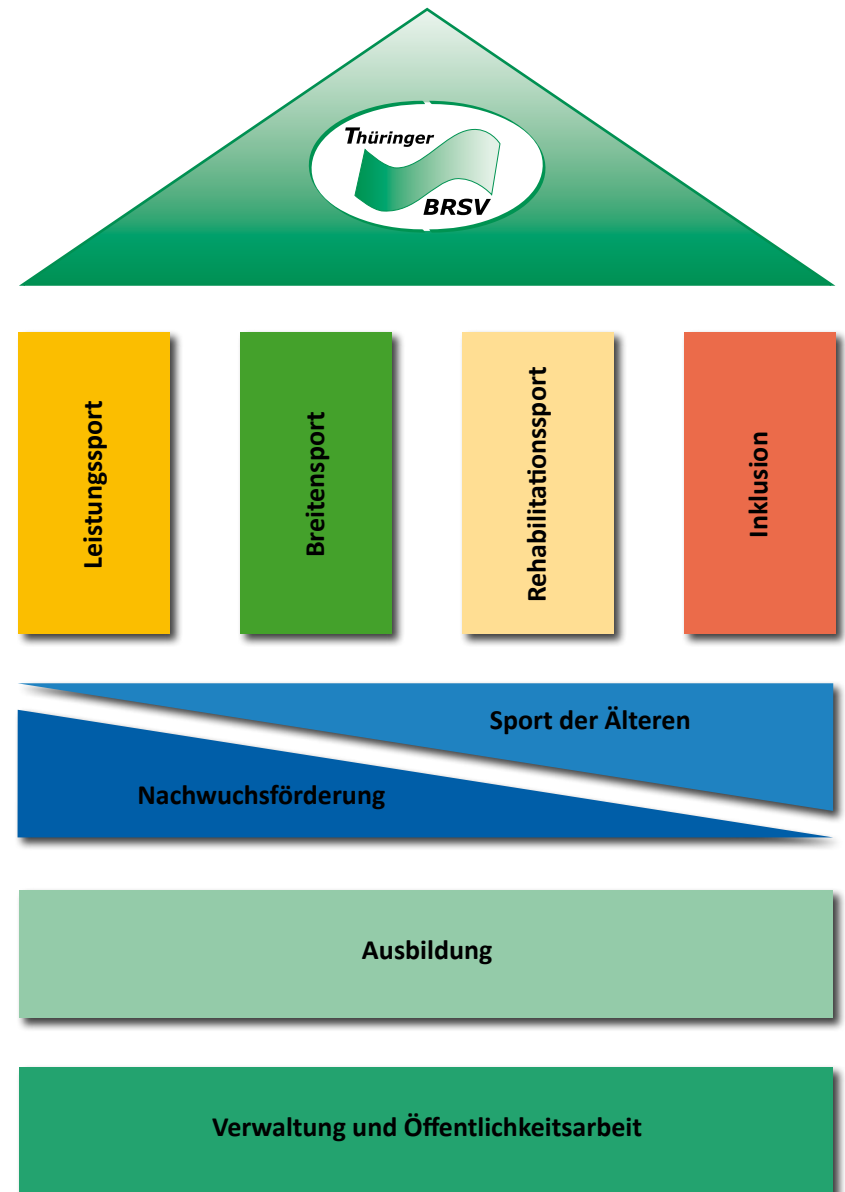 Thüringer
BRSV
Leistungssport
Breitensport
Rehabilitationssport
Inklusion
Sport der Älteren
Nachwuchsförderung
Ausbildung
Verwaltung und Öffentlichkeitsarbeit